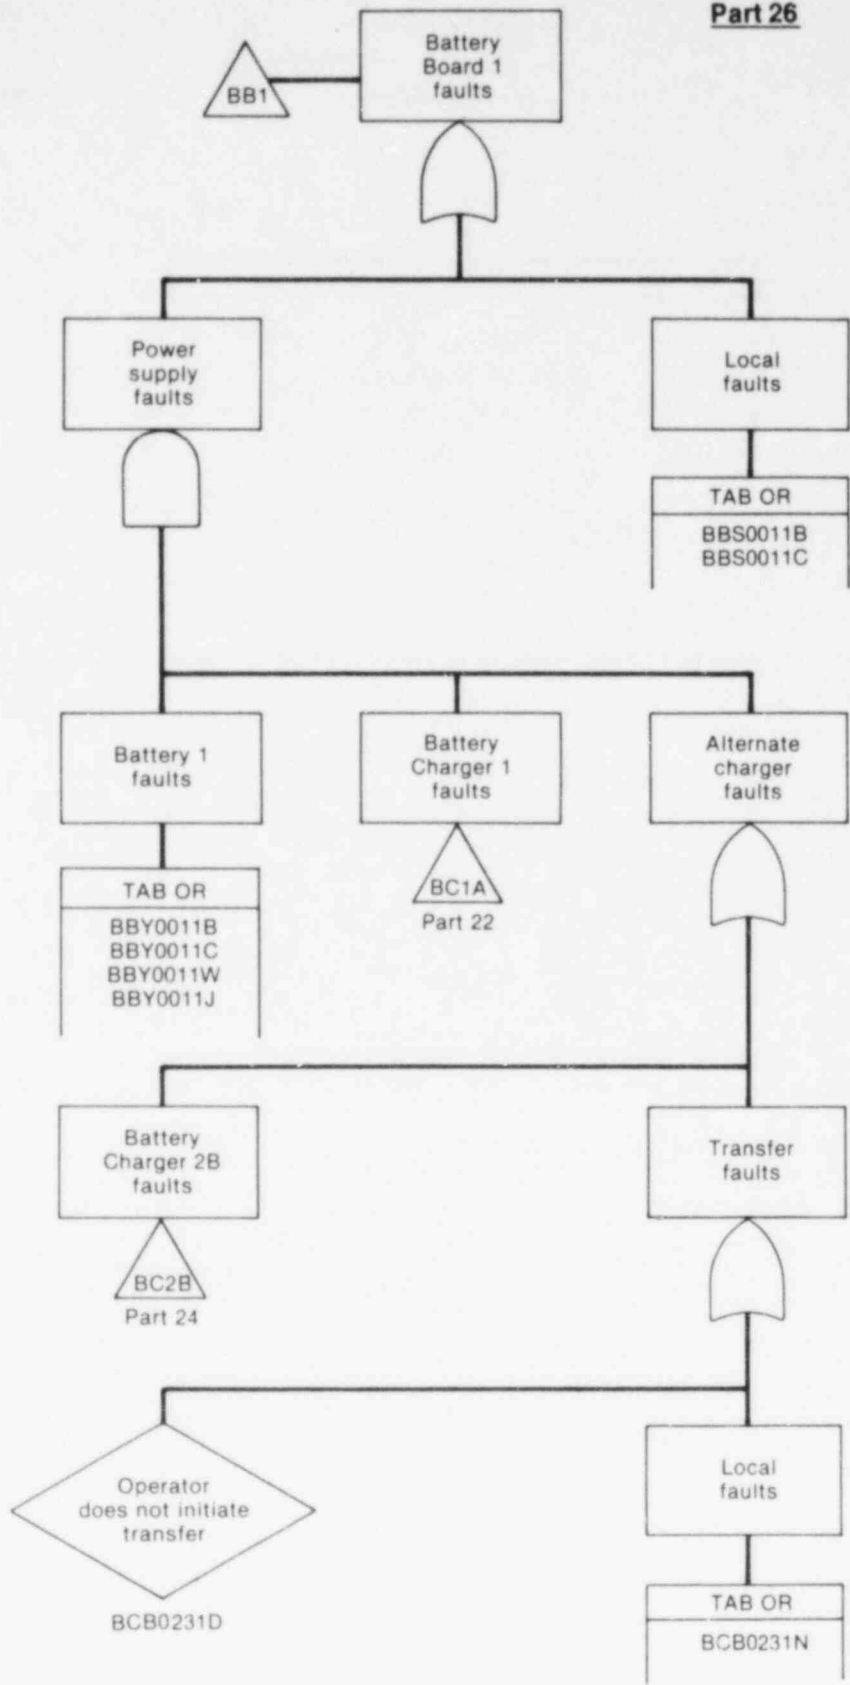 Part 26
Battery
Board 1
faults
BB1
Power
supply
faults
Local
faults
TAB OR
BBS0011B
BBS0011C
Battery 1
faults
Battery
Charger 1
faults
Alternate
charger
faults
TAB OR
BBY0011B
BBY0011C
BBY0011W
BBY0011J
BC1A
Part 22
Battery
Charger 2B
faults
Transfer
faults
BC2B
Part 24
Operator
does not initiate
transfer
BCB0231D
Local
faults
TAB OR
BCB0231N